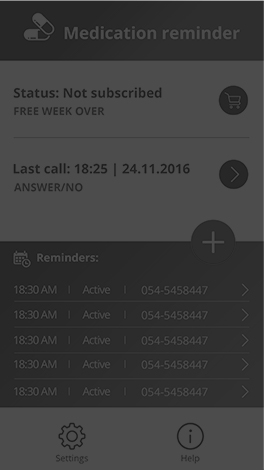 Medication reminder
Status: Not subscribed
FREE WEEK OVER
Last call: 18:25 | 24.11.2016
ANSWER/NO
Reminders:
18:30 AM | Active | 054-5458447
18:30 AM | Active | 054-5458447
18:30 AM | Active | 054-5458447
18:30 AM | Active | 054-5458447
18:30 AM | Active | 054-5458447
Settings
Help